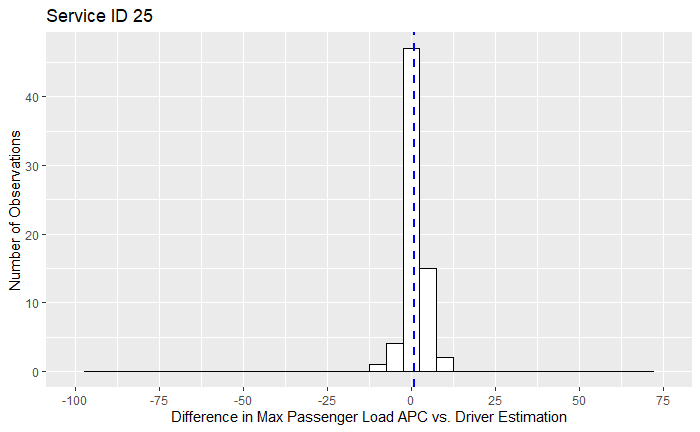 Service ID 25
Number of Observations
40
30
20
10
0
-100 -75 -50 -25 0 25 50 75
Difference in Max Passenger Load APC vs. Driver Estimation